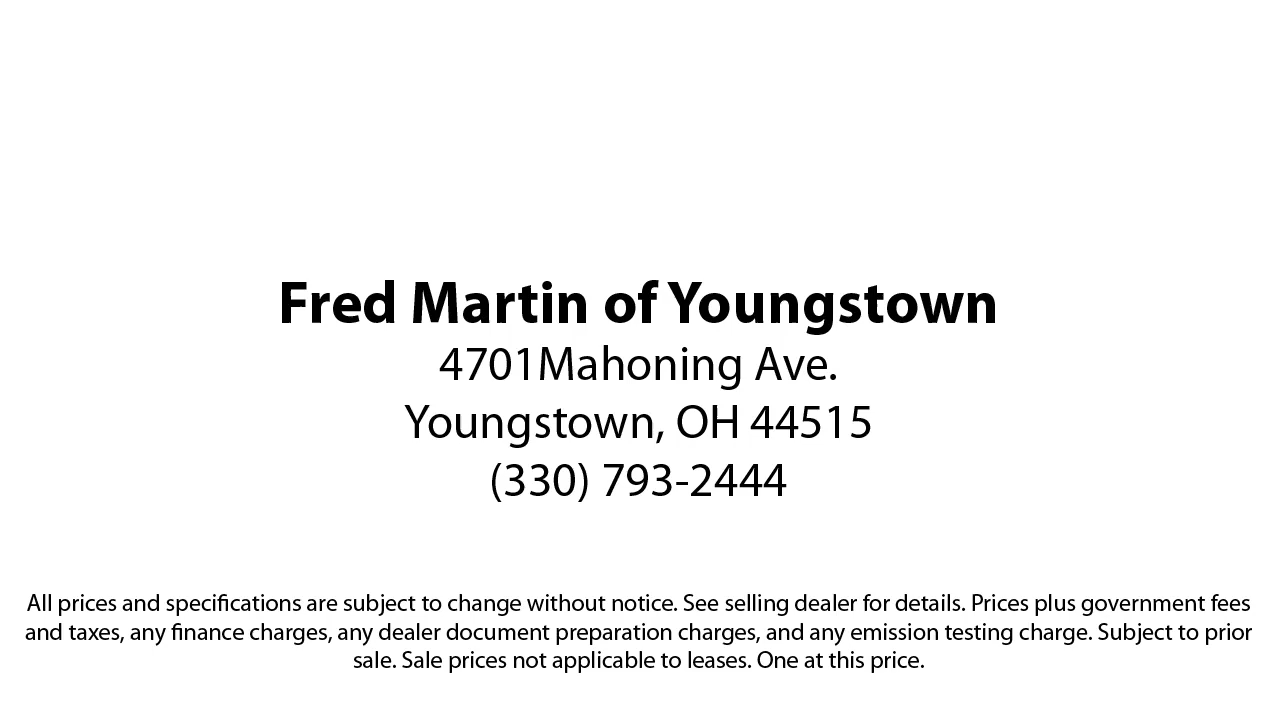 Fred Martin of Youngstown
4701Mahoning Ave.
Youngstown, OH 44515
(330) 793-2444
All prices and specifications are subject to change without notice. See selling dealer for details. Prices plus government fees
and taxes, any finance charges, any dealer document preparation charges, and any emission testing charge. Subject to prior
sale. Sale prices not applicable to leases. One at this price.